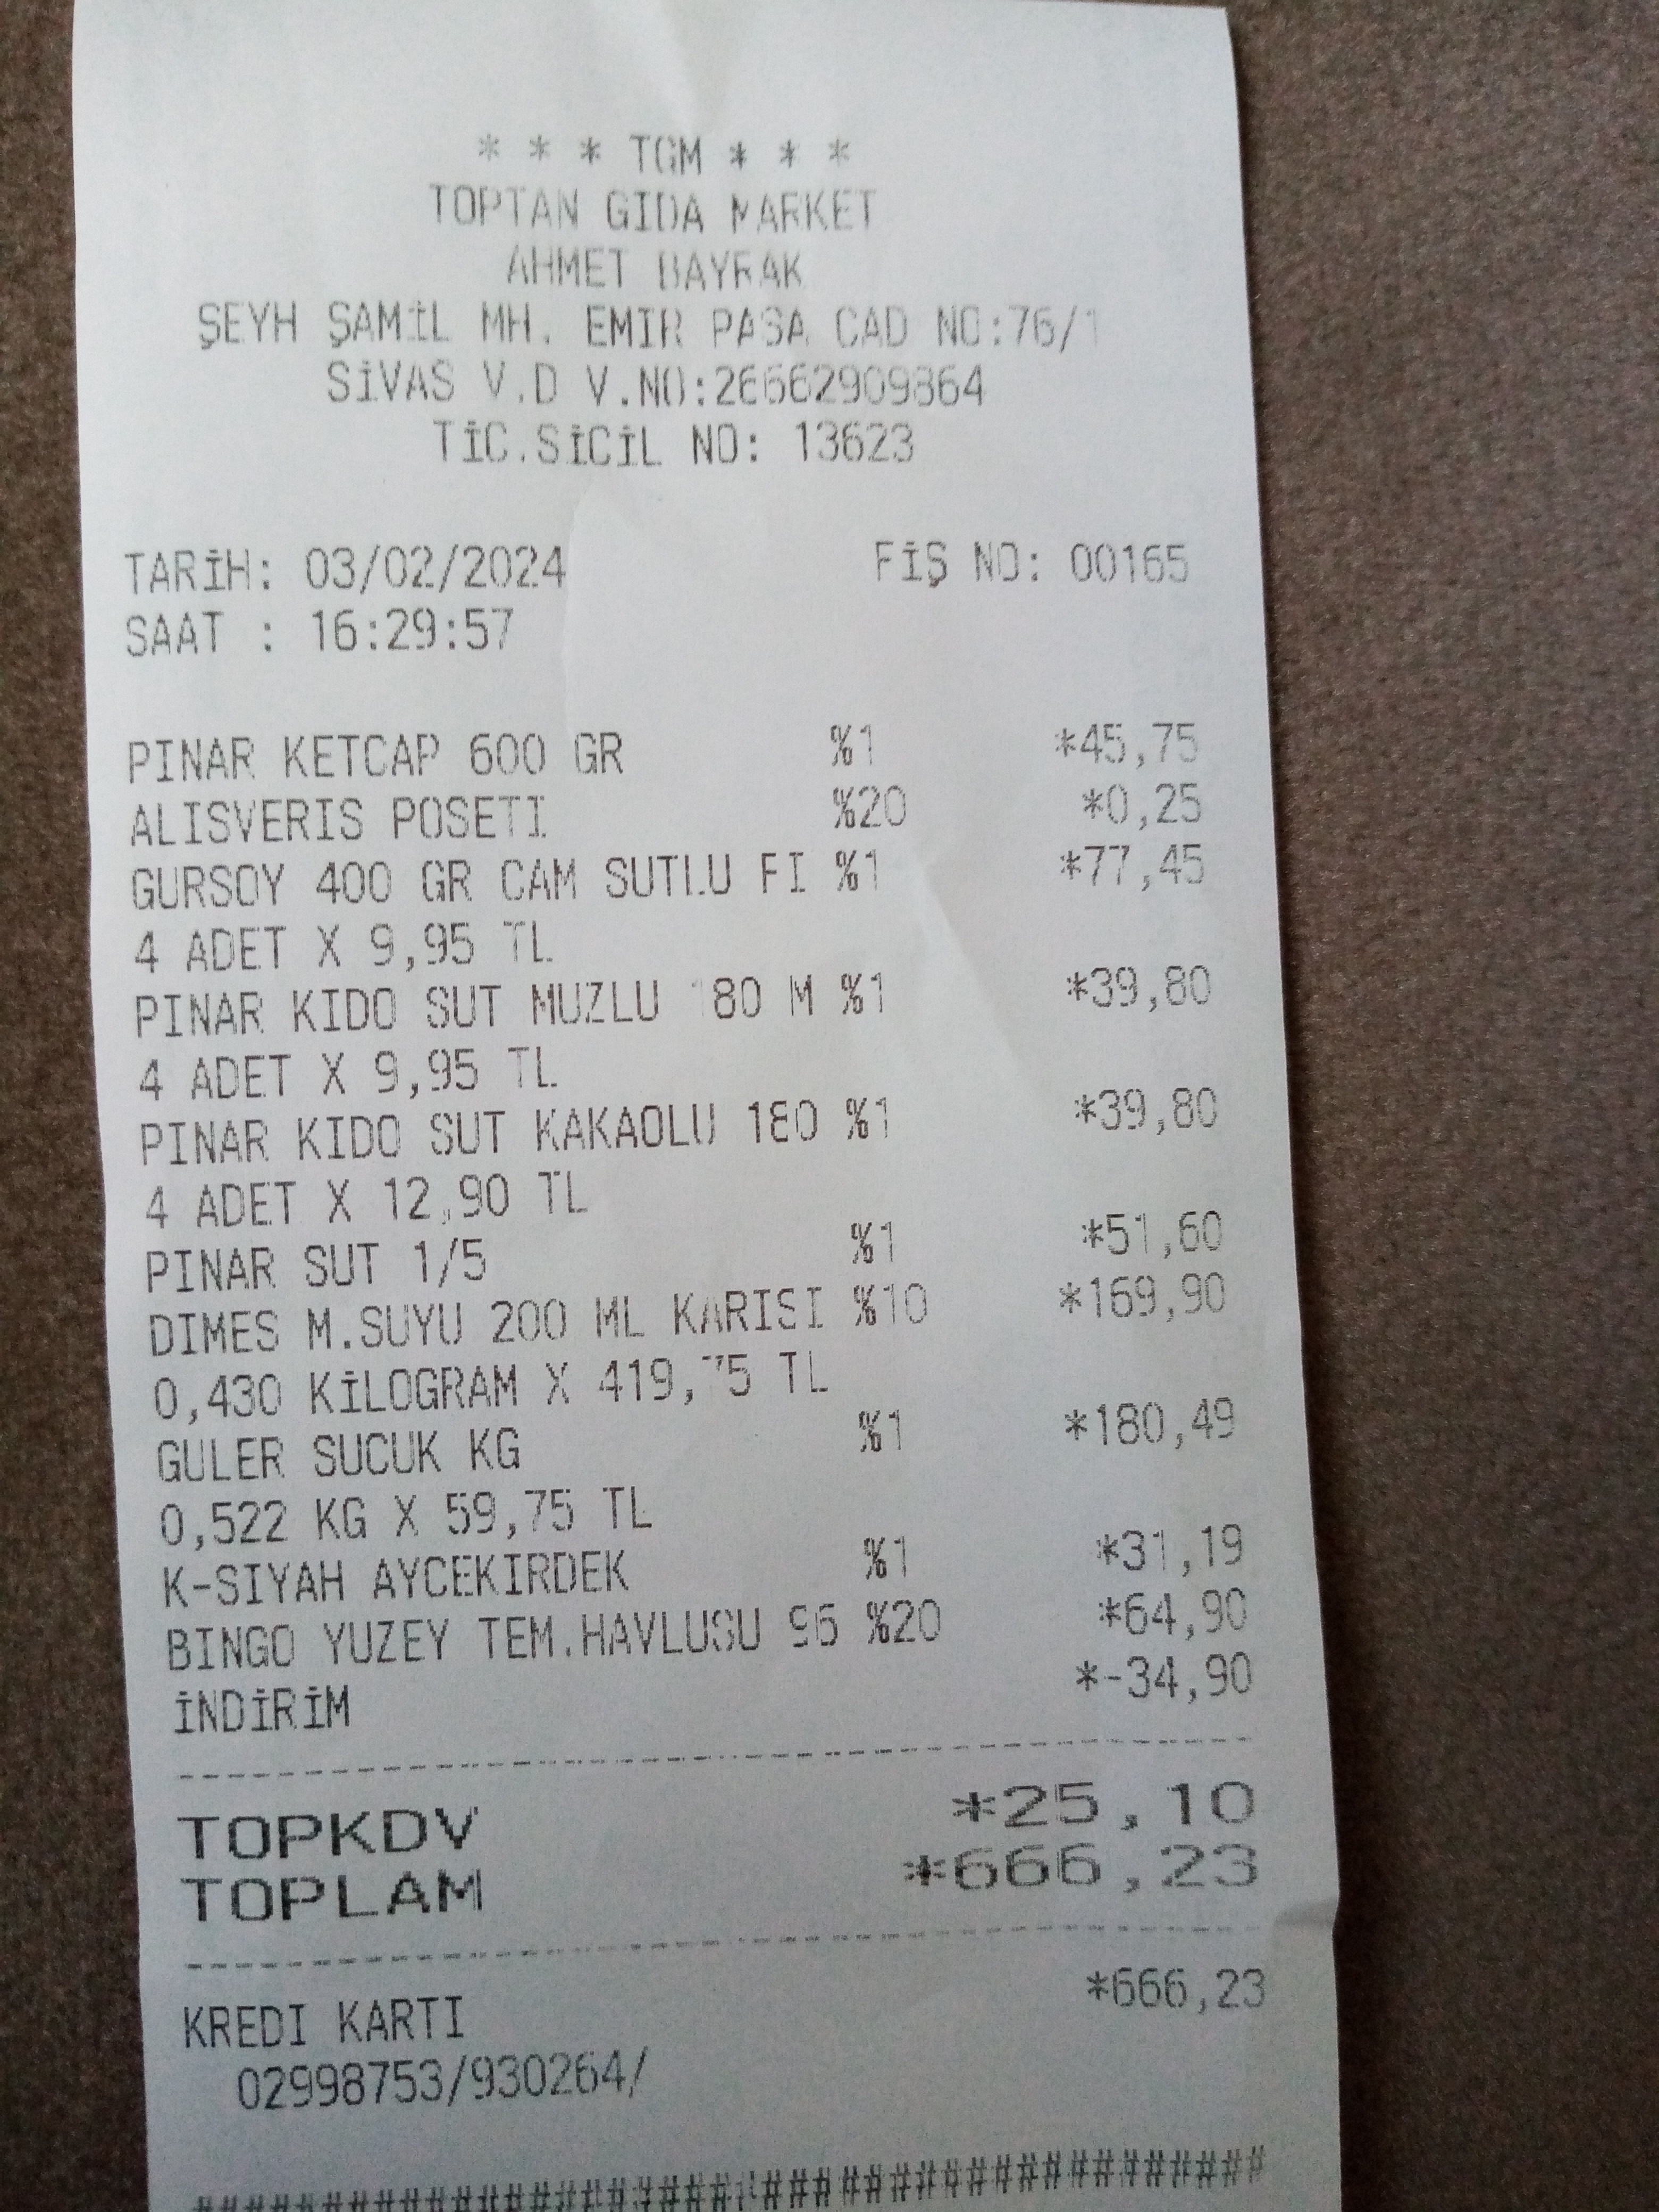 * * * TGM * * *
TOPTAN GIDA MARKET
AHMET BAYRAK
ŞEYH ŞAMİL MH. EMIR PASA CAD NO:76/1
SİVAS V.D V.NO:26662909864
TİC.SİCİL NO: 13623
TARİH: 03/02/2024 FİŞ NO: 00165
SAAT : 16:29:57
PINAR KETCAP 600 GR %1 *45,75
ALISVERIS POSETI %20 *0,25
GURSOY 400 GR CAM SUTLU FI %1 *77,45
4 ADET X 9,95 TL
PINAR KIDO SUT MUZLU 180 M %1 *39,80
4 ADET X 9,95 TL
PINAR KIDO SUT KAKAOLU 180 %1 *39,80
4 ADET X 12,90 TL
PINAR SUT 1/5 %1 *51,60
DIMES M.SUYU 200 ML KARISI %10 *169,90
0,430 KİLOGRAM X 419,75 TL
GULER SUCUK KG %1 *180,49
0,522 KG X 59,75 TL
K-SIYAH AYCEKIRDEK %1 *31,19
BINGO YUZEY TEM.HAVLUSU 96 %20 *64,90
İNDİRİM *-34,90
TOPKDV *25,10
TOPLAM *666,23
KREDI KARTI *666,23
02998753/930264/
##########################################